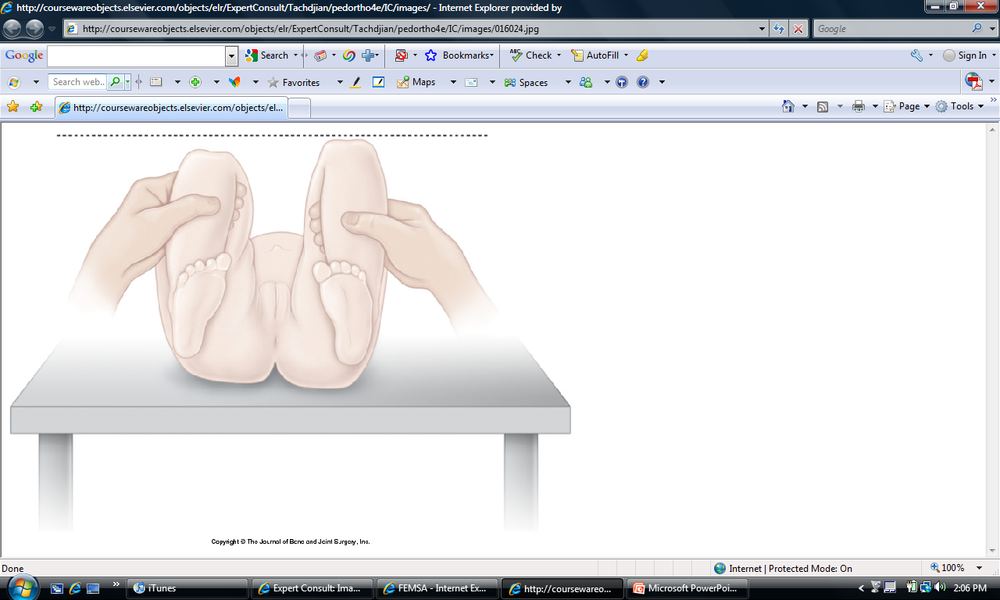 http://coursewareobjects.elsevier.com/objects/elr/ExpertConsult/Tachdjian/pedortho4e/IC/images/ - Internet Explorer provided by
http://coursewareobjects.elsevier.com/objects/elr/ExpertConsult/Tachdjian/pedortho4e/IC/images/016024.jpg
Google
Google Search Bookmarks ABC Check AutoFill Sign In
Search web... Favorites Maps Spaces
http://coursewareobjects.elsevier.com/objects/el... Page Tools
Copyright © The Journal of Bone and Joint Surgery, Inc.
Done Internet | Protected Mode: On 100%
iTunes Expert Consult: Ima... FEMSA - Internet Ex... http://courseware​o... Microsoft PowerPoi... 2:06 PM